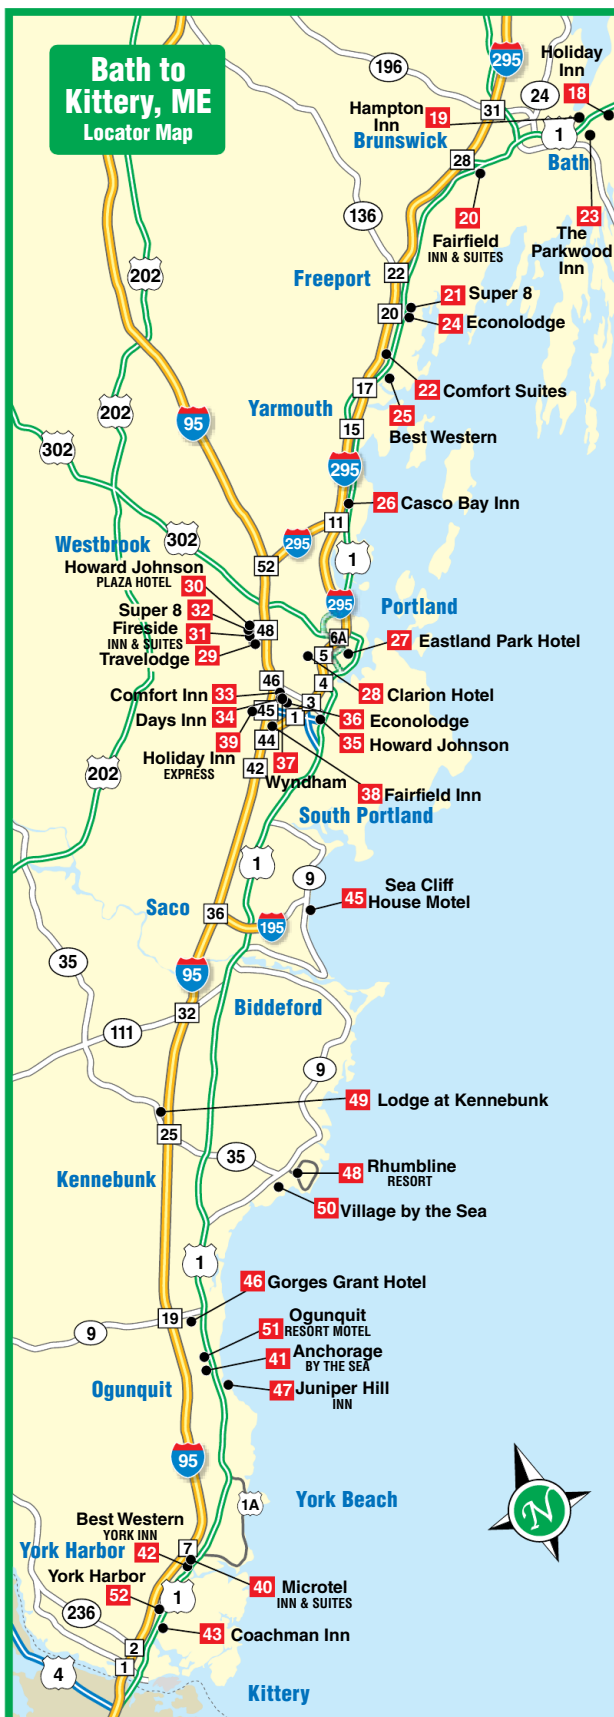 Bath to
Kittery, ME
Locator Map
295
196
Holiday
Inn
24
18
Hampton
Inn
19
31
Brunswick
1
28
Bath
136
20
23
Fairfield
INN & SUITES
The
Parkwood
Inn
202
Freeport
22
21 Super 8
20
24 Econolodge
22 Comfort Suites
17
202
Yarmouth
25
95
15
Best Western
302
295
26 Casco Bay Inn
11
302
295
Westbrook
1
52
Howard Johnson
PLAZA HOTEL
30
295
Portland
Super 8 32
48
6A
Fireside
INN & SUITES
31
27 Eastland Park Hotel
Travelodge 29
5
46
4
28 Clarion Hotel
Comfort Inn 33
3
45
1
36 Econolodge
Days Inn 34
39
44
35 Howard Johnson
Holiday Inn
EXPRESS
37
42
202
Wyndham
38 Fairfield Inn
South Portland
1
9
Sea Cliff
House Motel
45
Saco
36
195
35
95
Biddeford
32
111
9
49 Lodge at Kennebunk
25
35
48 Rhumbline
RESORT
Kennebunk
50 Village by the Sea
1
46 Gorges Grant Hotel
19
9
Ogunquit
RESORT MOTEL
51
Anchorage
BY THE SEA
41
Ogunquit
47 Juniper Hill
INN
95
York Beach
1A
N
Best Western
YORK INN
York Harbor 42
7
York Harbor
52
40 Microtel
INN & SUITES
1
236
43 Coachman Inn
2
1
4
Kittery